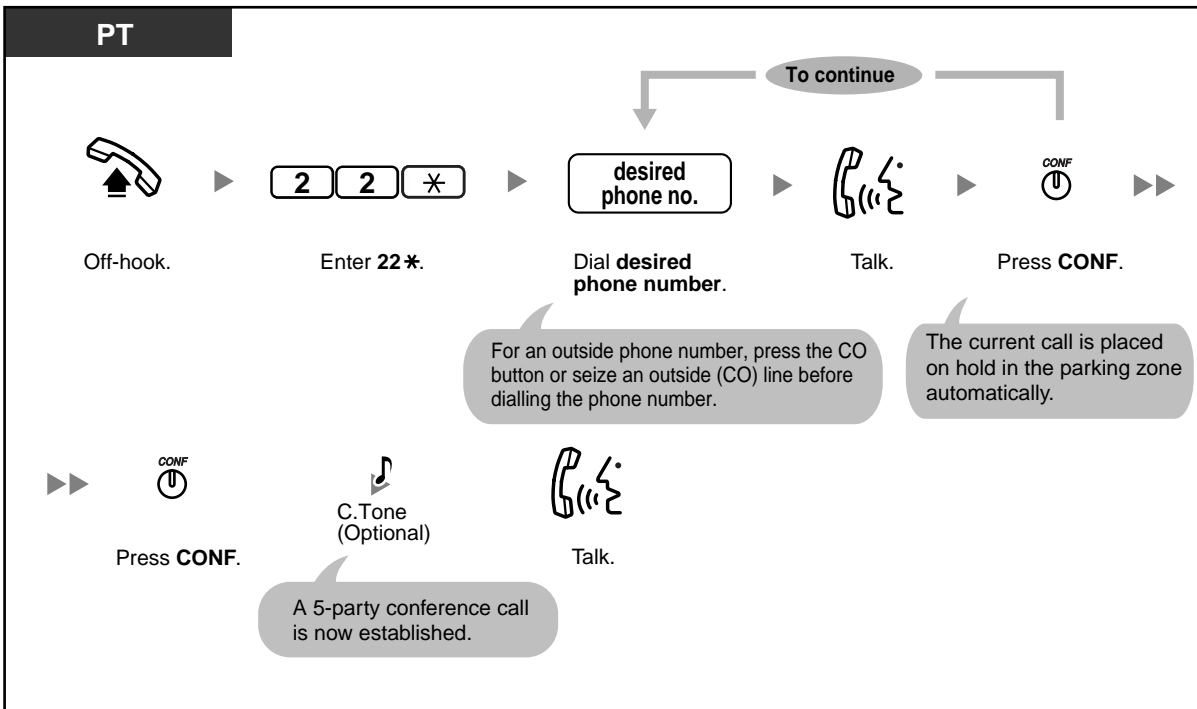 PT
To continue
CONF
2 2 ✳
desired
phone no.
Off-hook.
Enter 22✳.
Dial desired
phone number.
Talk.
Press CONF.
For an outside phone number, press the CO
button or seize an outside (CO) line before
dialling the phone number.
The current call is placed
on hold in the parking zone
automatically.
CONF
C.Tone
(Optional)
Press CONF.
Talk.
A 5-party conference call
is now established.